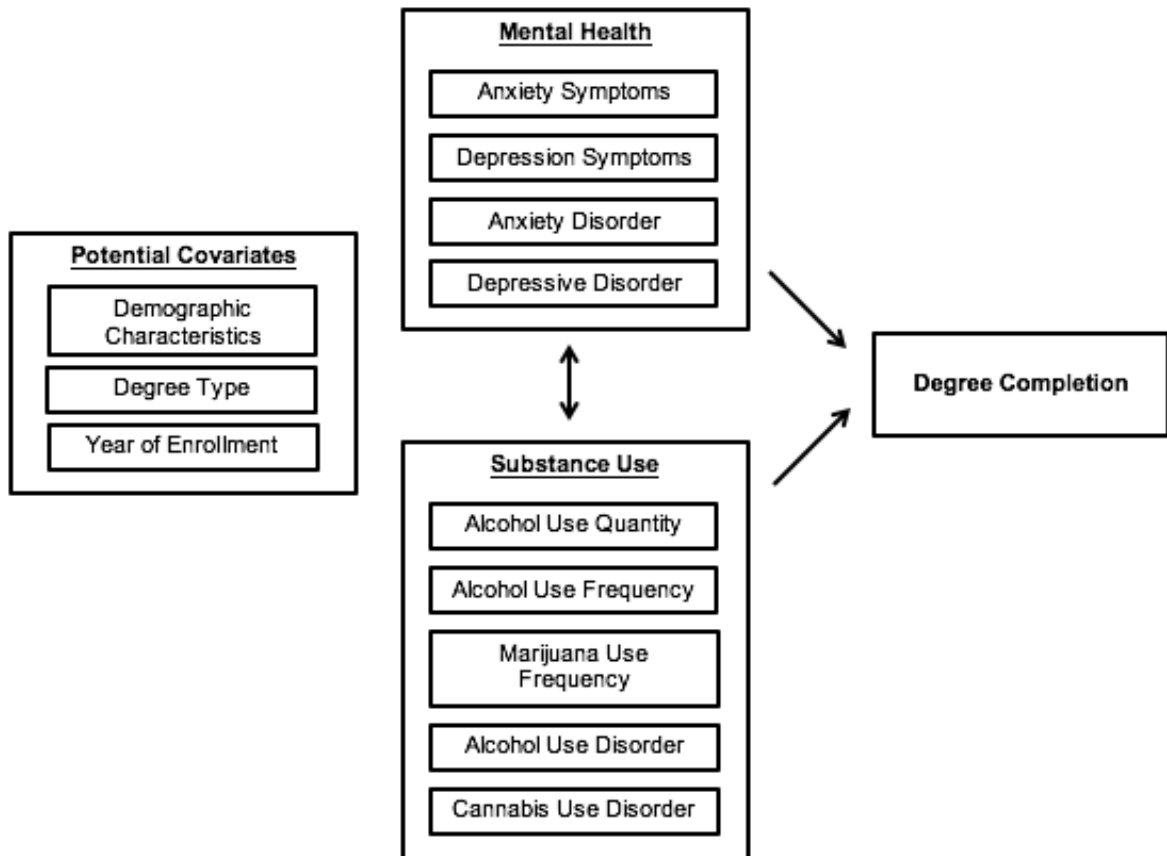 Mental Health
Anxiety Symptoms
Depression Symptoms
Anxiety Disorder
Depressive Disorder
Potential Covariates
Demographic
Characteristics
Degree Type
Year of Enrollment
Substance Use
Alcohol Use Quantity
Alcohol Use Frequency
Marijuana Use
Frequency
Alcohol Use Disorder
Cannabis Use Disorder
Degree Completion